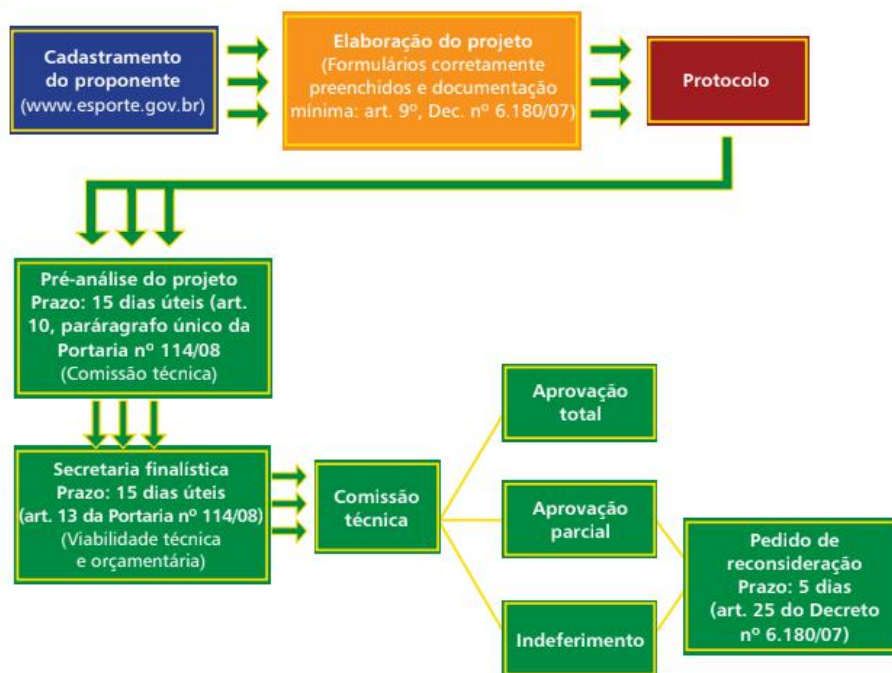 Cadastramento
do proponente
(www.esporte.gov.br)
Elaboração do projeto
(Formulários corretamente
preenchidos e documentação
mínima: art. 9º, Dec. nº 6.180/07)
Protocolo
Pré-análise do projeto
Prazo: 15 dias úteis (art.
10, paráragrafo único da
Portaria nº 114/08
(Comissão técnica)
Secretaria finalística
Prazo: 15 dias úteis
(art. 13 da Portaria nº 114/08)
(Viabilidade técnica
e orçamentária)
Comissão
técnica
Aprovação
total
Aprovação
parcial
Indeferimento
Pedido de
reconsideração
Prazo: 5 dias
(art. 25 do Decreto
nº 6.180/07)